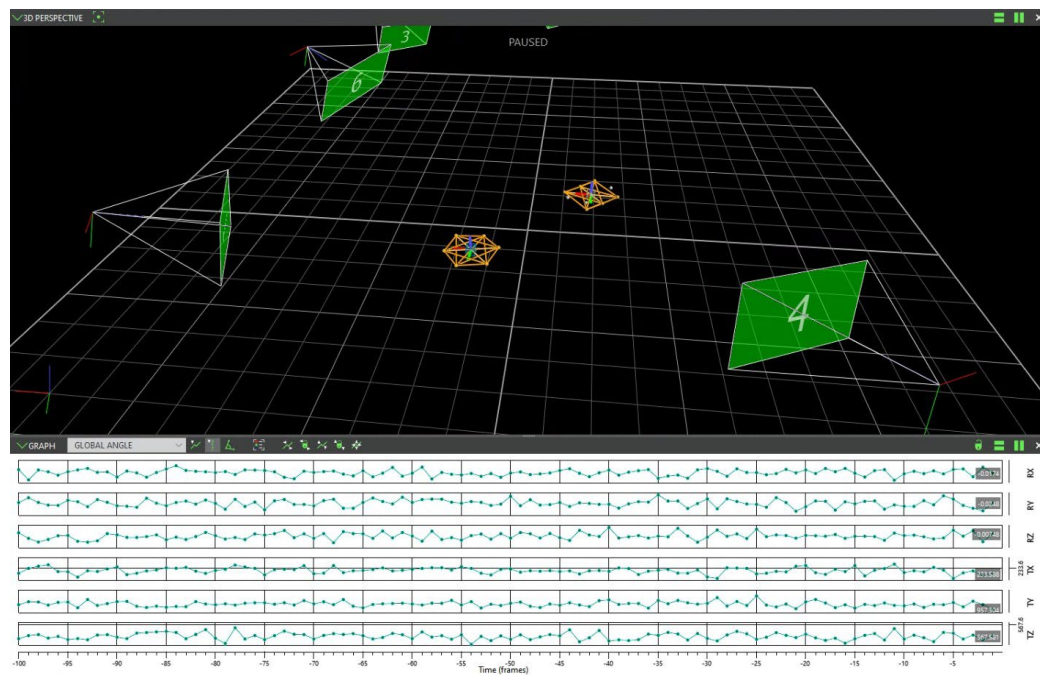 3D PERSPECTIVE
PAUSED
3
6
4
GRAPH GLOBAL ANGLE
RX
RY
RZ
-0.00748
233.6 TX
TY
567.6 TZ
-100 -95 -90 -85 -80 -75 -70 -65 -60 -55 -50 -45 -40 -35 -30 -25 -20 -15 -10 -5
Time (frames)